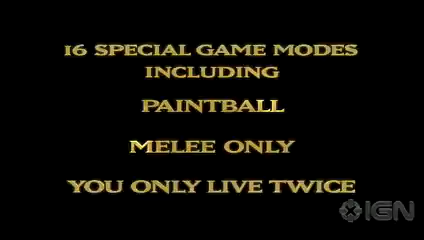 16 SPECIAL GAME MODES
INCLUDING
PAINTBALL
MELEE ONLY
YOU ONLY LIVE TWICE
IGN